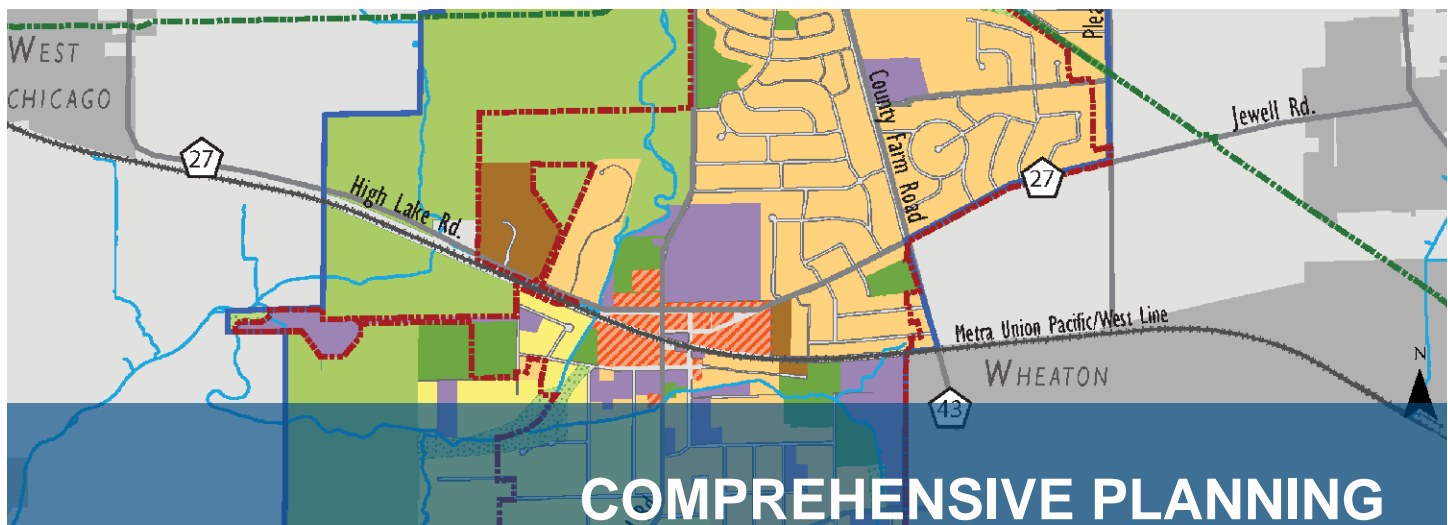 WEST
CHICAGO
27
High Lake Rd.
County Farm Road
Plea
Jewell Rd.
27
Metra Union Pacific/West Line
WHEATON
N
43
COMPREHENSIVE PLANNING